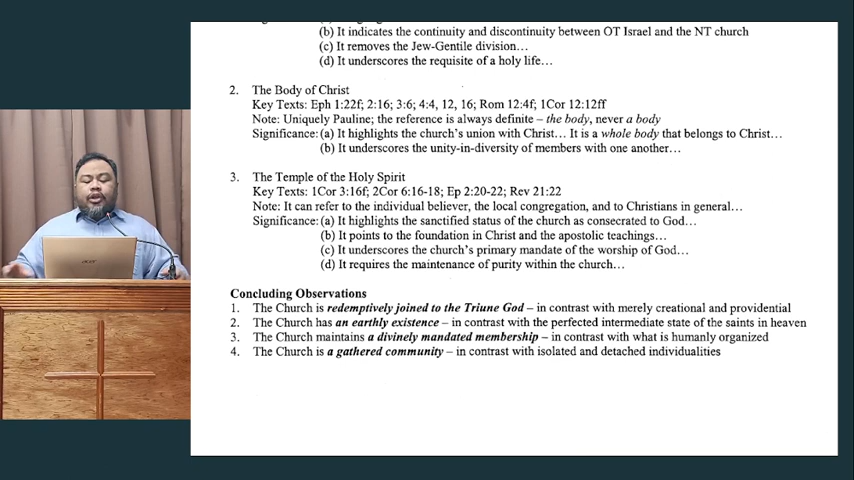 (b) It indicates the continuity and discontinuity between OT Israel and the NT church
(c) It removes the Jew-Gentile division…
(d) It underscores the requisite of a holy life…
2. The Body of Christ
Key Texts: Eph 1:22f; 2:16; 3:6; 4:4, 12, 16; Rom 12:4f; 1Cor 12:12ff
Note: Uniquely Pauline; the reference is always definite – the body, never a body
Significance: (a) It highlights the church's union with Christ… It is a whole body that belongs to Christ…
(b) It underscores the unity-in-diversity of members with one another…
3. The Temple of the Holy Spirit
Key Texts: 1Cor 3:16f; 2Cor 6:16-18; Ep 2:20-22; Rev 21:22
Note: It can refer to the individual believer, the local congregation, and to Christians in general…
Significance: (a) It highlights the sanctified status of the church as consecrated to God…
(b) It points to the foundation in Christ and the apostolic teachings…
(c) It underscores the church's primary mandate of the worship of God…
(d) It requires the maintenance of purity within the church…
Concluding Observations
1. The Church is redemptively joined to the Triune God – in contrast with merely creational and providential
2. The Church has an earthly existence – in contrast with the perfected intermediate state of the saints in heaven
3. The Church maintains a divinely mandated membership – in contrast with what is humanly organized
4. The Church is a gathered community – in contrast with isolated and detached individualities
acer